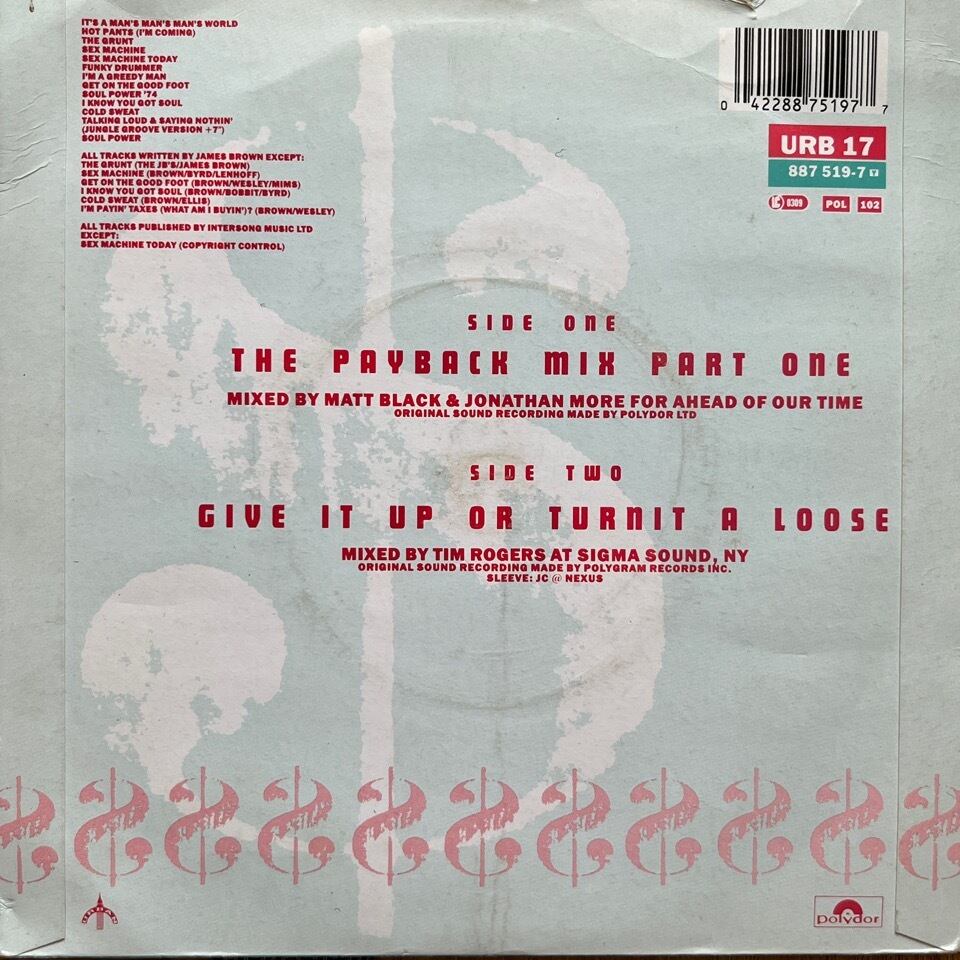 IT'S A MAN'S MAN'S MAN'S WORLD
HOT PANTS (I'M COMING)
THE GRUNT
SEX MACHINE
SEX MACHINE TODAY
FUNKY DRUMMER
I'M A GREEDY MAN
GET ON THE GOOD FOOT
SOUL POWER '74
I KNOW YOU GOT SOUL
COLD SWEAT
TALKING LOUD & SAYING NOTHIN'
(JUNGLE GROOVE VERSION +7")
SOUL POWER
ALL TRACKS WRITTEN BY JAMES BROWN EXCEPT:
THE GRUNT (THE JB'S/JAMES BROWN)
SEX MACHINE (BROWN/BYRD/LENHOFF)
GET ON THE GOOD FOOT (BROWN/WESLEY/MIMS)
I KNOW YOU GOT SOUL (BROWN/BOBBIT/BYRD)
COLD SWEAT (BROWN/ELLIS)
I'M PAYIN' TAXES (WHAT AM I BUYIN')? (BROWN/WESLEY)
ALL TRACKS PUBLISHED BY INTERSONG MUSIC LTD
EXCEPT:
SEX MACHINE TODAY (COPYRIGHT CONTROL)
0 42288 75197 7
URB 17
887 519-7
LC 0309 POL 102
SIDE ONE
THE PAYBACK MIX PART ONE
MIXED BY MATT BLACK & JONATHAN MORE FOR AHEAD OF OUR TIME
ORIGINAL SOUND RECORDING MADE BY POLYDOR LTD
SIDE TWO
GIVE IT UP OR TURNIT A LOOSE
MIXED BY TIM ROGERS AT SIGMA SOUND, NY
ORIGINAL SOUND RECORDING MADE BY POLYGRAM RECORDS INC.
SLEEVE: JC @ NEXUS
polydor